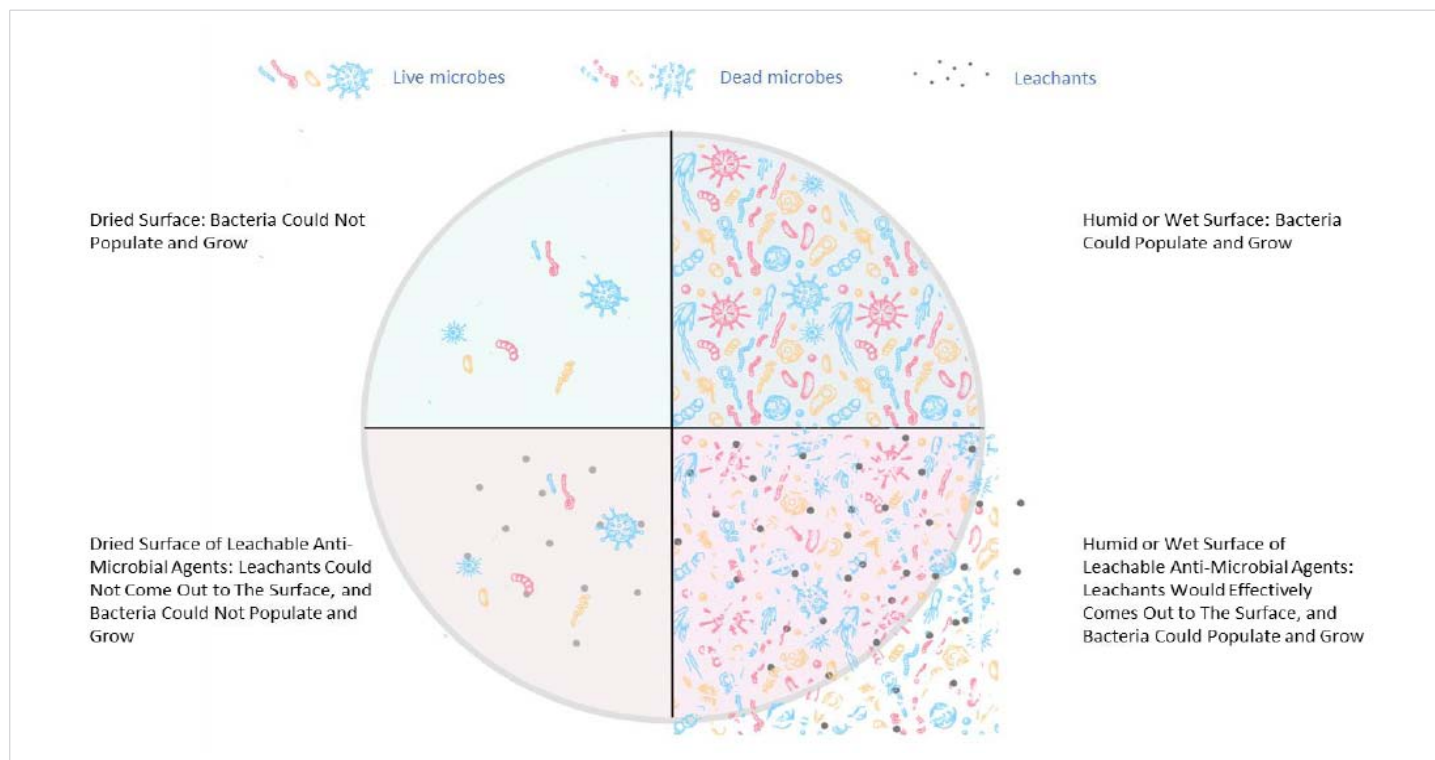 Live microbes
Dead microbes
Leachants
Dried Surface: Bacteria Could Not
Populate and Grow
Humid or Wet Surface: Bacteria
Could Populate and Grow
Dried Surface of Leachable Anti-
Microbial Agents: Leachants Could
Not Come Out to The Surface, and
Bacteria Could Not Populate and
Grow
Humid or Wet Surface of
Leachable Anti-Microbial Agents:
Leachants Would Effectively
Comes Out to The Surface, and
Bacteria Could Populate and Grow